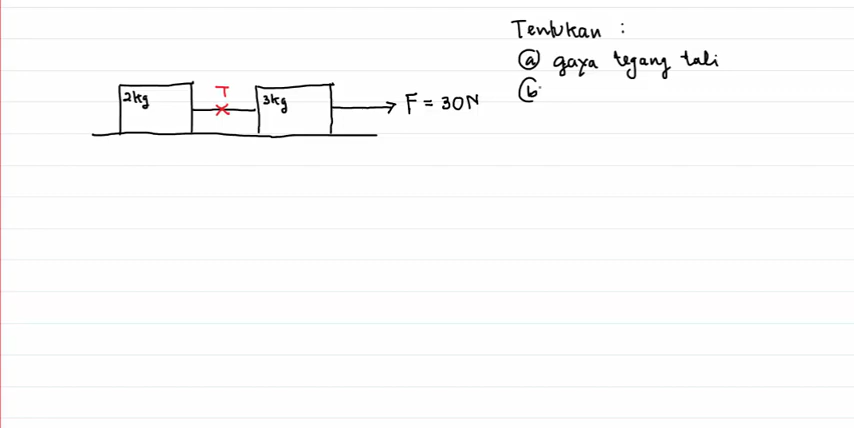 Tentukan :
ⓐ gaya tegang tali
ⓑ
2kg
T
3kg
F = 30N